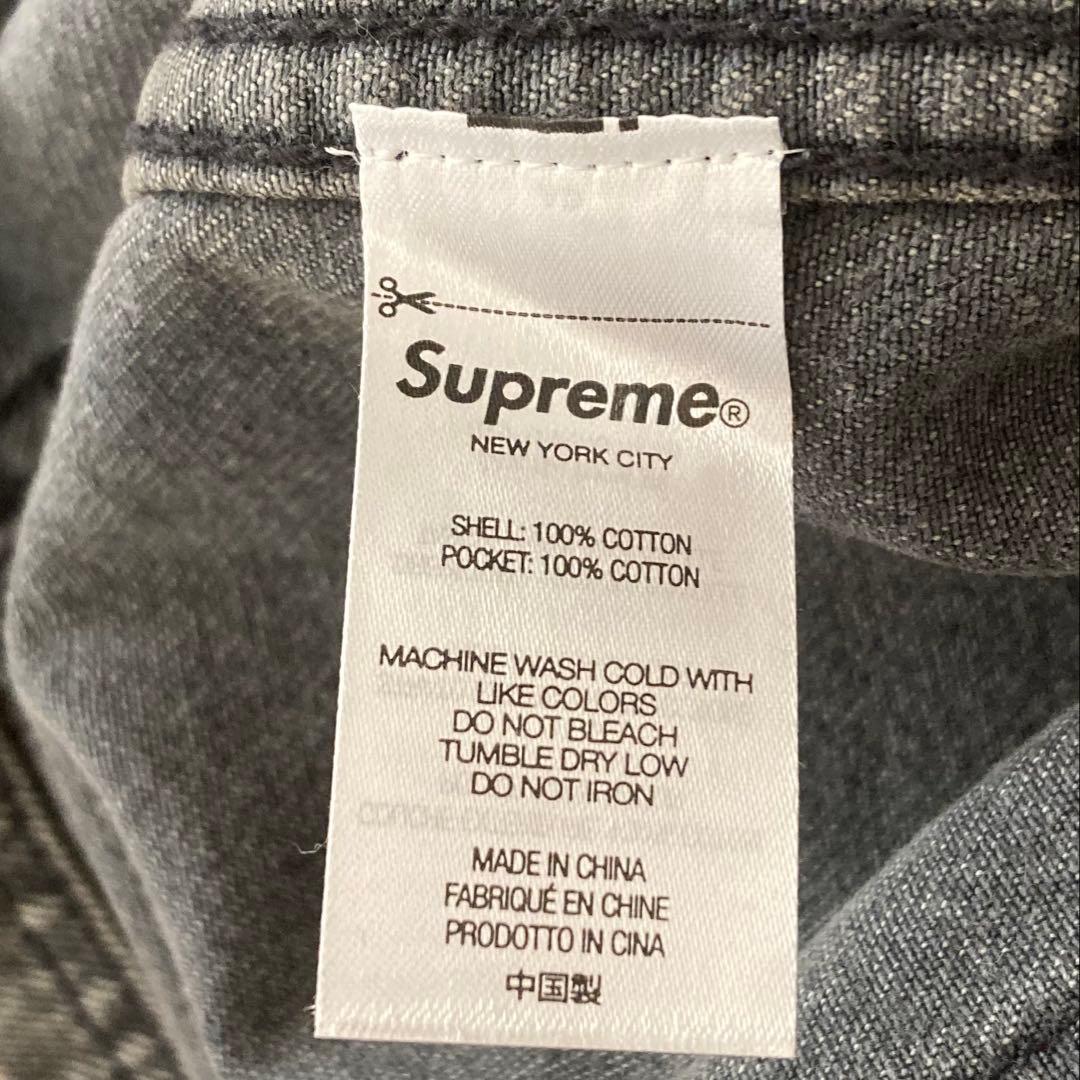 Supreme®
NEW YORK CITY
SHELL: 100% COTTON
POCKET: 100% COTTON
MACHINE WASH COLD WITH
LIKE COLORS
DO NOT BLEACH
TUMBLE DRY LOW
DO NOT IRON
MADE IN CHINA
FABRIQUÉ EN CHINE
PRODOTTO IN CINA
中国製